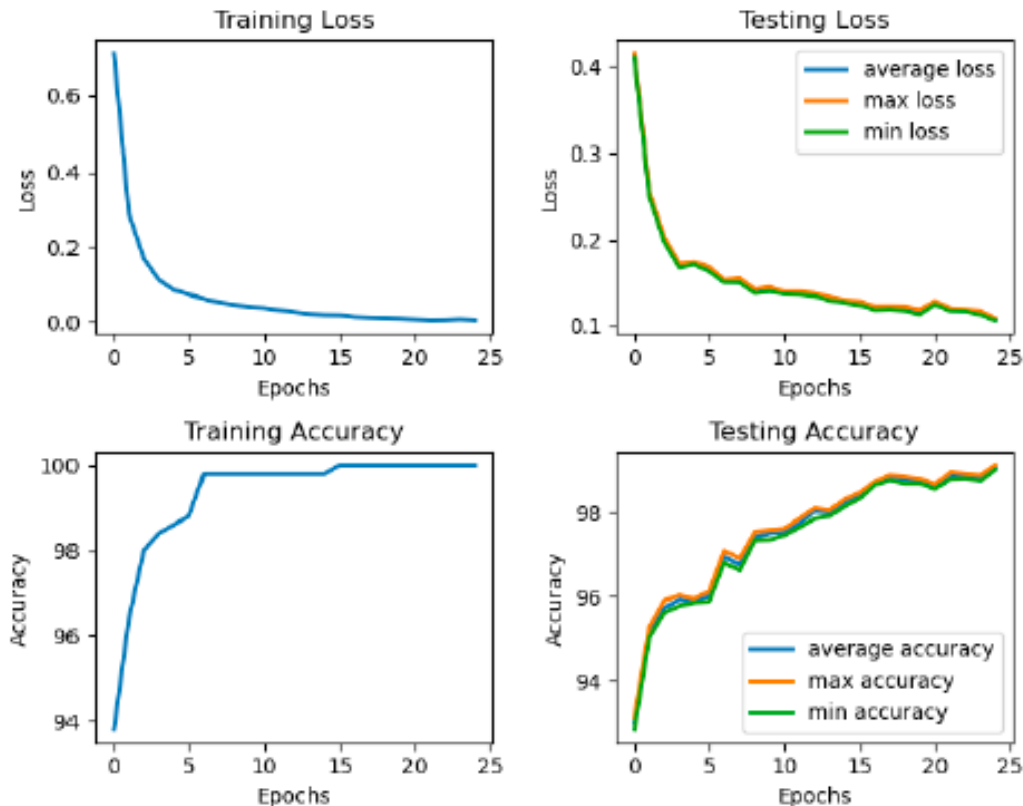 Training Loss
Loss
0.6
0.4
0.2
0.0
0 5 10 15 20 25
Epochs
Testing Loss
Loss
0.4
0.3
0.2
0.1
average loss
max loss
min loss
0 5 10 15 20 25
Epochs
Training Accuracy
Accuracy
100
98
96
94
0 5 10 15 20 25
Epochs
Testing Accuracy
Accuracy
98
96
94
average accuracy
max accuracy
min accuracy
0 5 10 15 20 25
Epochs